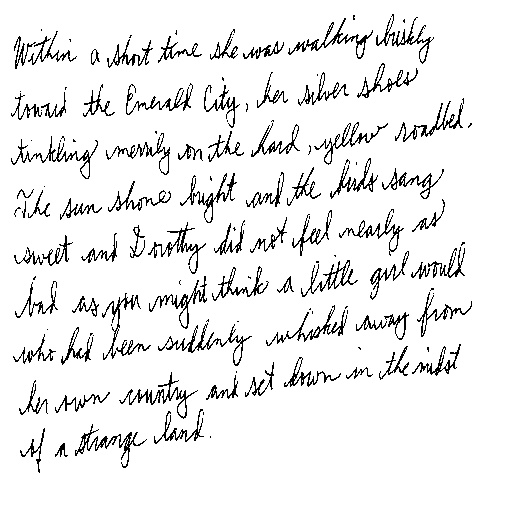 Within a short time she was walking briskly
toward the Emerald City, her silver shoes
tinkling merrily on the hard, yellow roadbed.
The sun shone bright and the birds sang
sweet and Dorothy did not feel nearly as
bad as you might think a little girl would
who had been suddenly whisked away from
her own country and set down in the midst
of a strange land.